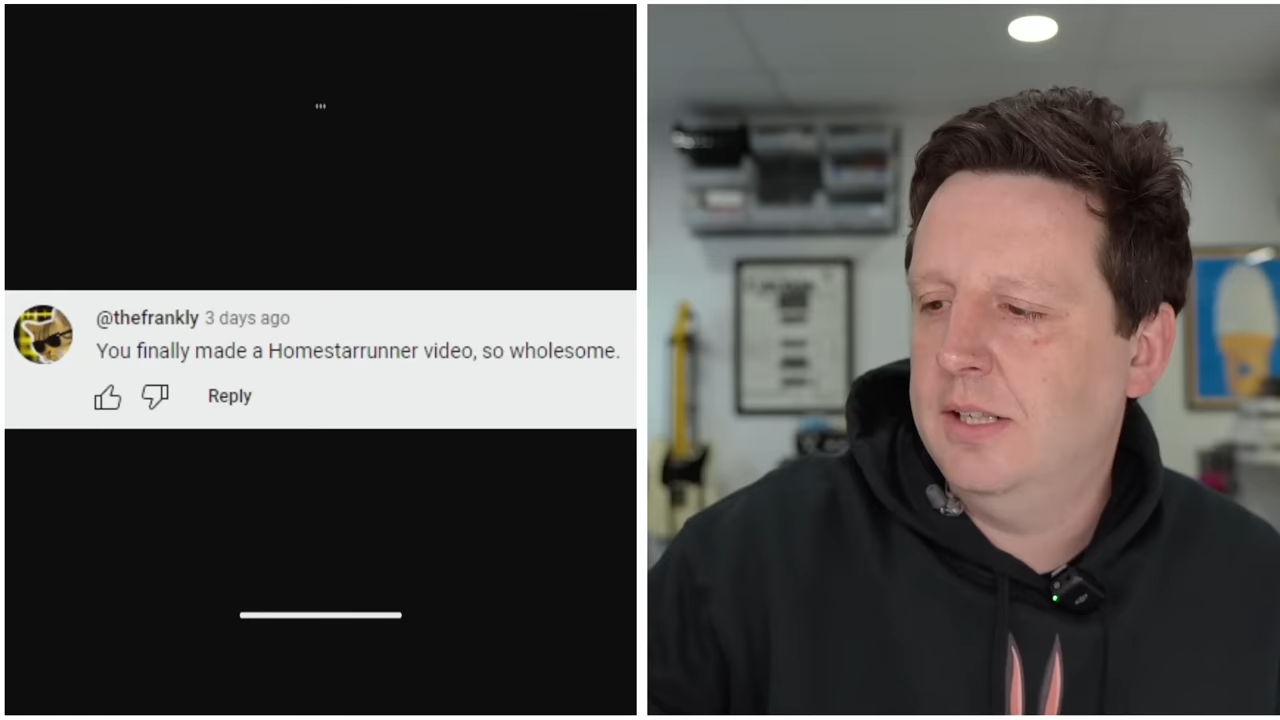 @thefrankly 3 days ago
You finally made a Homestarrunner video, so wholesome.
Reply